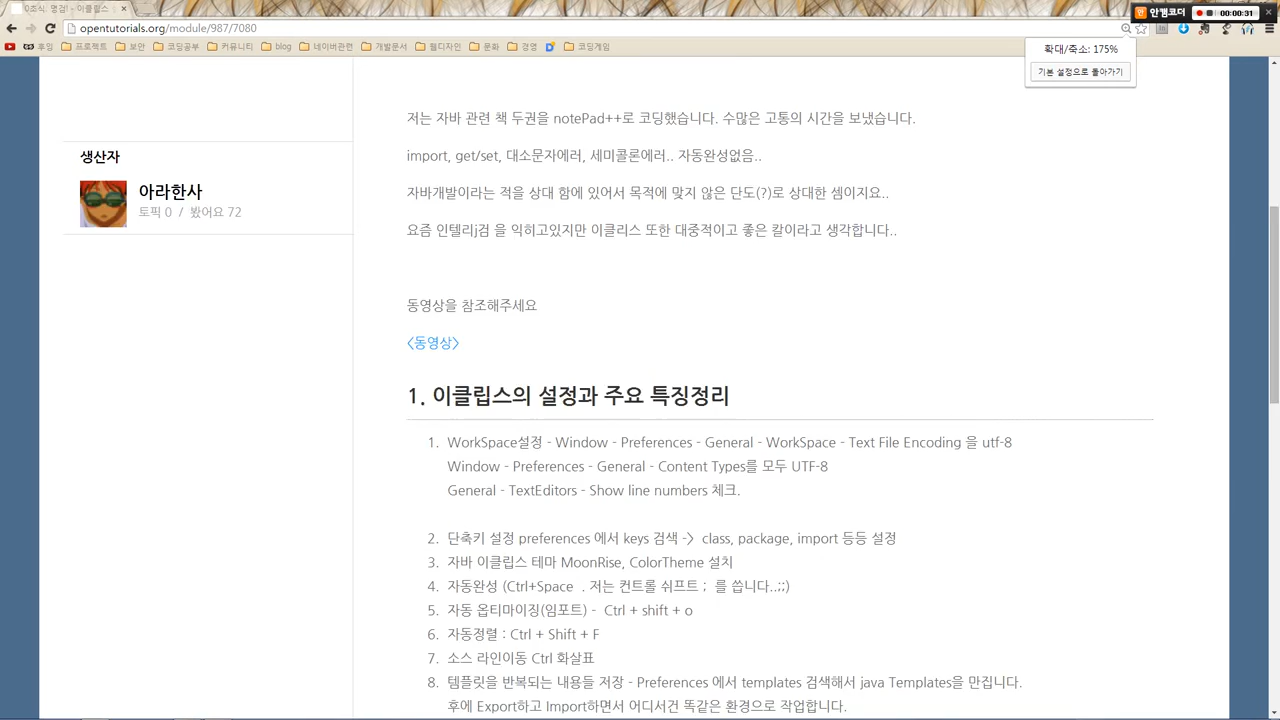 0초식. 명검! - 이클립스
안캠코더 00:00:31
opentutorials.org/module/987/7080
후잉 프로젝트 보안 코딩공부 커뮤니티 blog 네이버관련 개발문서 웹디자인 문화 경영 코딩게임
확대/축소: 175%
기본 설정으로 돌아가기
생산자
아라한사
토픽 0 / 봤어요 72
저는 자바 관련 책 두권을 notePad++로 코딩했습니다. 수많은 고통의 시간을 보냈습니다.
import, get/set, 대소문자에러, 세미콜론에러.. 자동완성없음..
자바개발이라는 적을 상대 함에 있어서 목적에 맞지 않은 단도(?)로 상대한 셈이지요..
요즘 인텔리j검 을 익히고있지만 이클리스 또한 대중적이고 좋은 칼이라고 생각합니다..
동영상을 참조해주세요
<동영상>
1. 이클립스의 설정과 주요 특징정리
1. WorkSpace설정 - Window - Preferences - General - WorkSpace - Text File Encoding 을 utf-8
Window - Preferences - General - Content Types를 모두 UTF-8
General - TextEditors - Show line numbers 체크.
2. 단축키 설정 preferences 에서 keys 검색 -> class, package, import 등등 설정
3. 자바 이클립스 테마 MoonRise, ColorTheme 설치
4. 자동완성 (Ctrl+Space . 저는 컨트롤 쉬프트 ; 를 씁니다..;;)
5. 자동 옵티마이징(임포트) - Ctrl + shift + o
6. 자동정렬 : Ctrl + Shift + F
7. 소스 라인이동 Ctrl 화살표
8. 템플릿을 반복되는 내용들 저장 - Preferences 에서 templates 검색해서 java Templates을 만집니다.
후에 Export하고 Import하면서 어디서건 똑같은 환경으로 작업합니다.